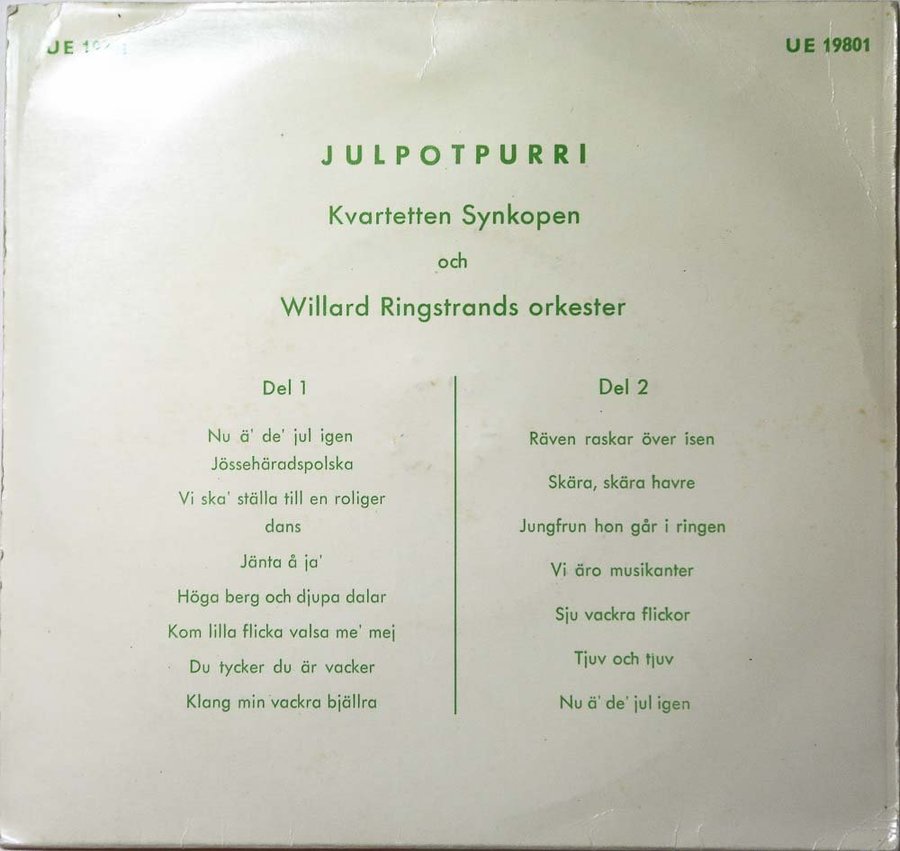 UE
UE 19801
JULPOTPURRI
Kvartetten Synkopen
och
Willard Ringstrands orkester
Del 1
Nu ä' de' jul igen
Jössehäradspolska
Vi ska' ställa till en roliger
dans
Jänta å ja'
Höga berg och djupa dalar
Kom lilla flicka valsa me' mej
Du tycker du är vacker
Klang min vackra bjällra
Del 2
Räven raskar över isen
Skära, skära havre
Jungfrun hon går i ringen
Vi äro musikanter
Sju vackra flickor
Tjuv och tjuv
Nu ä' de' jul igen